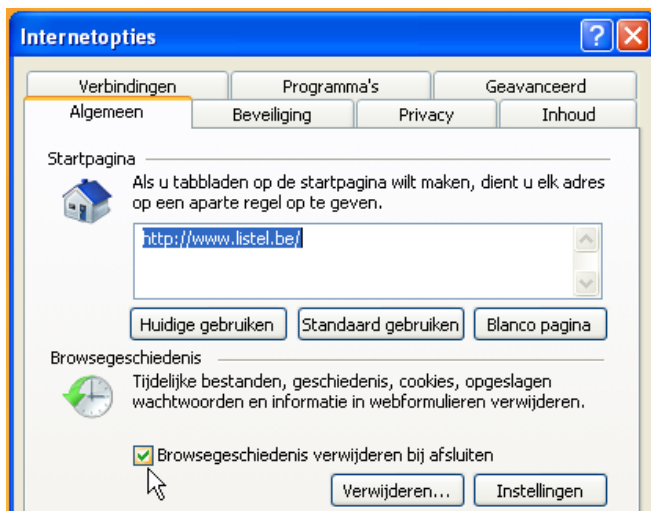 Internetopties
Verbindingen Programma's Geavanceerd
Algemeen Beveiliging Privacy Inhoud
Startpagina
Als u tabbladen op de startpagina wilt maken, dient u elk adres
op een aparte regel op te geven.
http://www.listel.be/
Huidige gebruiken Standaard gebruiken Blanco pagina
Browsegeschiedenis
Tijdelijke bestanden, geschiedenis, cookies, opgeslagen
wachtwoorden en informatie in webformulieren verwijderen.
Browsegeschiedenis verwijderen bij afsluiten
Verwijderen... Instellingen